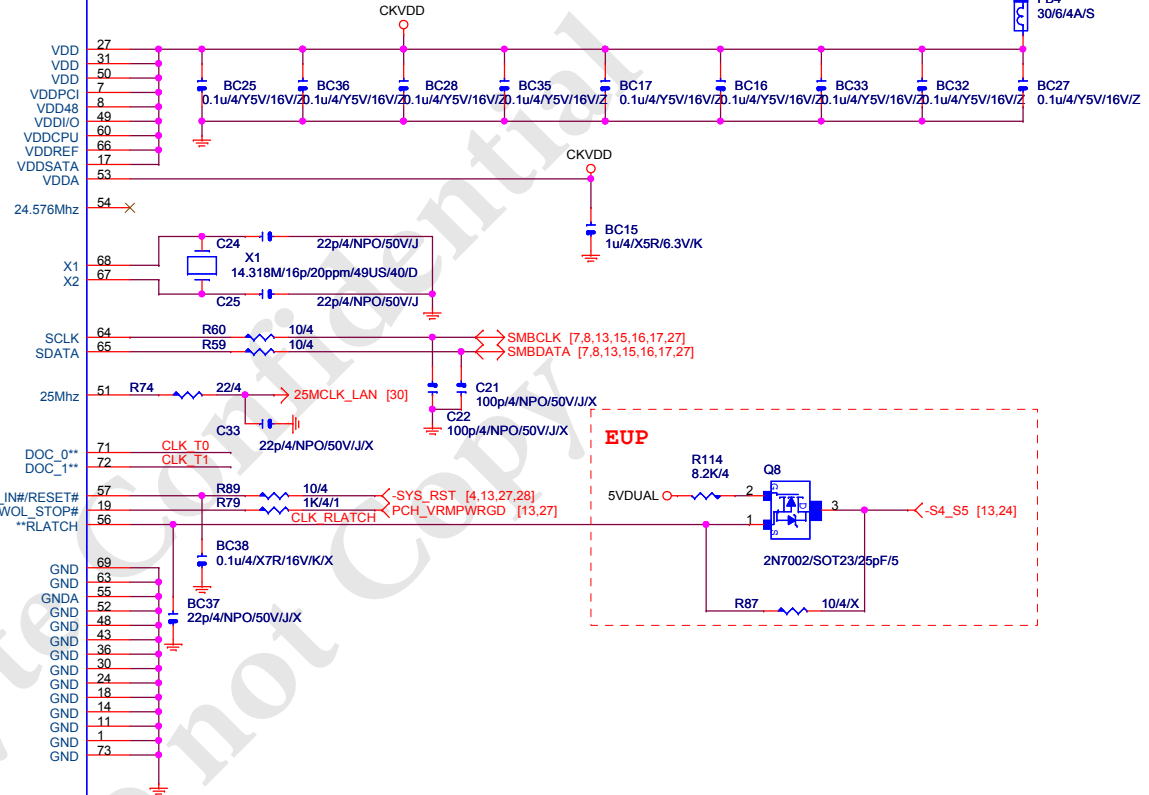 CKVDD
30/6/4A/S
VDD 27
VDD 31
VDD 50
VDDPCI 7
VDD48 8
VDDI/O 49
VDDCPU 60
VDDREF 66
VDDSATA 17
VDDA 53
BC25
0.1u/4/Y5V/16V/Z
BC36
0.1u/4/Y5V/16V/Z
BC28
0.1u/4/Y5V/16V/Z
BC35
0.1u/4/Y5V/16V/Z
BC17
0.1u/4/Y5V/16V/Z
BC16
0.1u/4/Y5V/16V/Z
BC33
0.1u/4/Y5V/16V/Z
BC32
0.1u/4/Y5V/16V/Z
BC27
0.1u/4/Y5V/16V/Z
CKVDD
BC15
1u/4/X5R/6.3V/K
24.576Mhz 54
C24 22p/4/NPO/50V/J
X1
14.318M/16p/20ppm/49US/40/D
X1 68
X2 67
C25 22p/4/NPO/50V/J
SCLK 64 R60 10/4 SMBCLK [7,8,13,15,16,17,27]
SDATA 65 R59 10/4 SMBDATA [7,8,13,15,16,17,27]
C21
100p/4/NPO/50V/J/X
C22
100p/4/NPO/50V/J/X
25Mhz 51 R74 22/4 25MCLK_LAN [30]
C33
22p/4/NPO/50V/J/X
DOC_0** 71 CLK_T0
DOC_1** 72 CLK_T1
_IN#/RESET# 57 R89 10/4 -SYS_RST [4,13,27,28]
WOL_STOP# 19 R79 1K/4/1 PCH_VRMPWRGD [13,27]
**RLATCH 56 CLK_RLATCH
BC38
0.1u/4/X7R/16V/K/X
BC37
22p/4/NPO/50V/J/X
EUP
R114
8.2K/4
Q8
5VDUAL
2
G
D
S
1
3
-S4_S5 [13,24]
2N7002/SOT23/25pF/5
R87 10/4/X
GND 69
GND 63
GNDA 55
GND 52
GND 48
GND 43
GND 36
GND 30
GND 24
GND 18
GND 14
GND 11
GND 1
GND 73
Confidential
not Copy